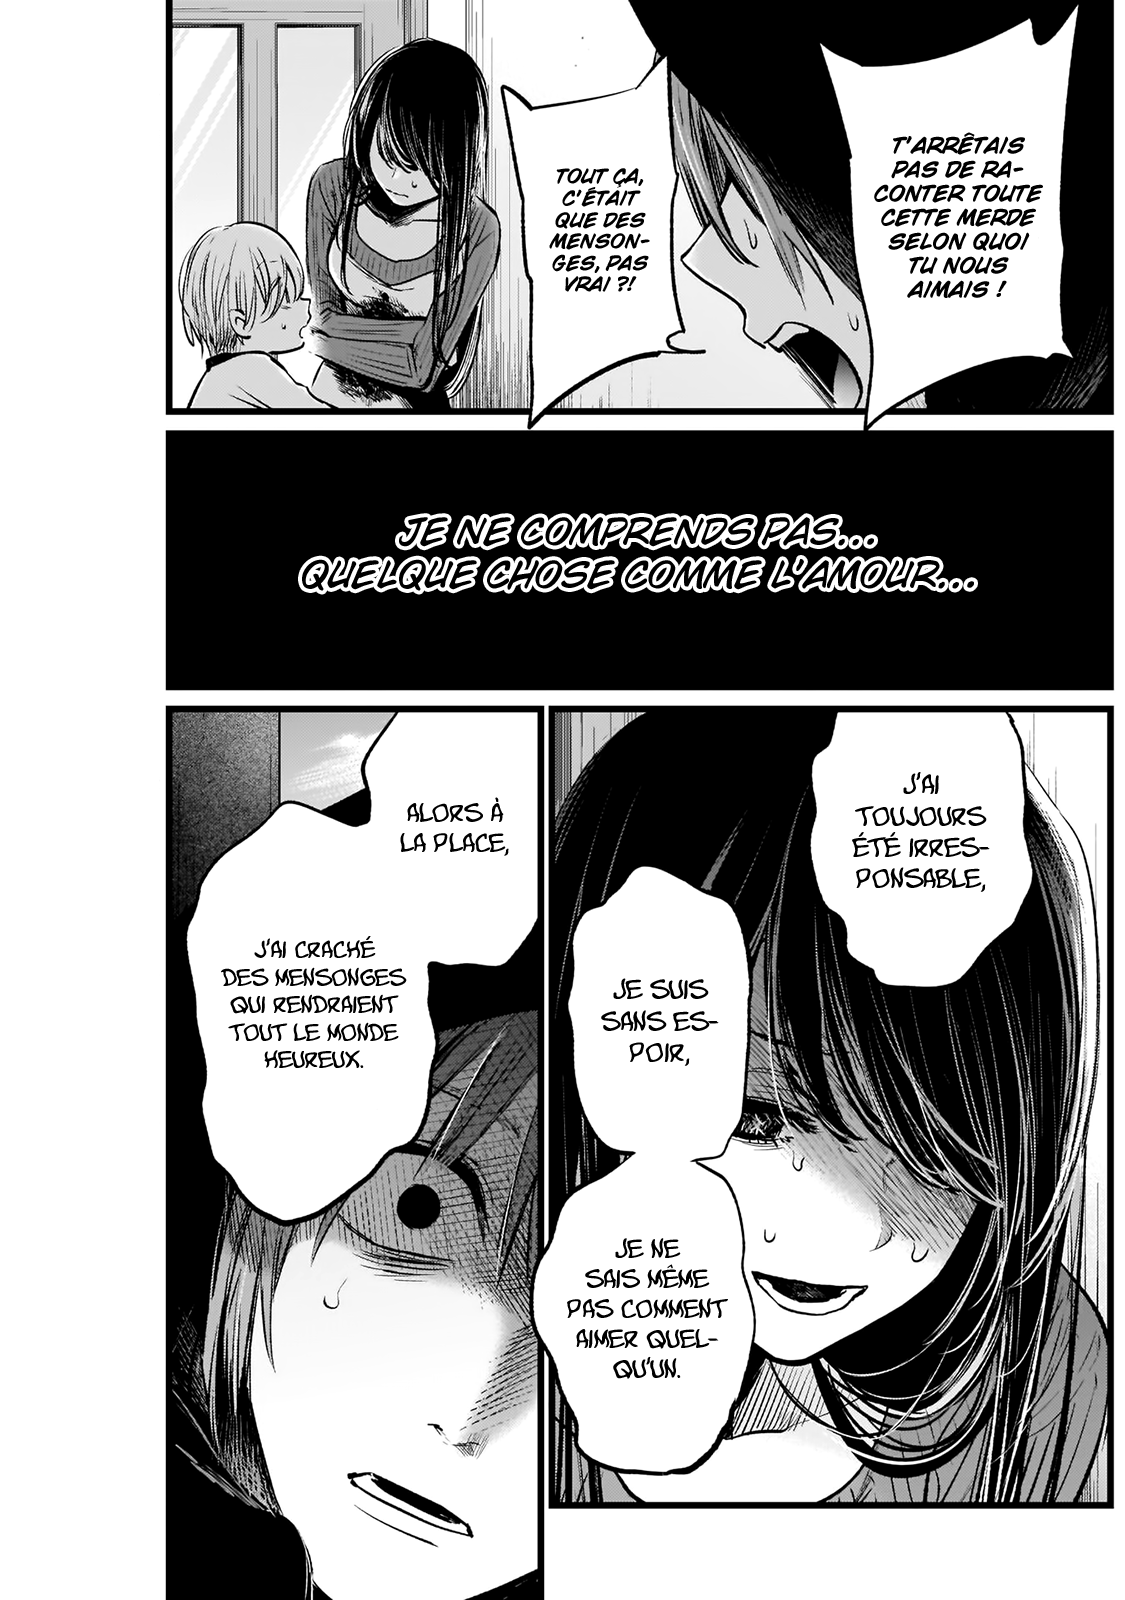 T'ARRÊTAIS
PAS DE RA-
CONTER TOUTE
CETTE MERDE
SELON QUOI
TU NOUS
AIMAIS !
TOUT ÇA,
C'ÉTAIT
QUE DES
MENSON-
GES, PAS
VRAI ?!
JE NE COMPRENDS PAS...
QUELQUE CHOSE COMME L'AMOUR...
J'AI
TOUJOURS
ÉTÉ IRRES-
PONSABLE,
JE SUIS
SANS ES-
POIR,
JE NE
SAIS MÊME
PAS COMMENT
AIMER QUEL-
QU'UN.
ALORS À
LA PLACE,
J'AI CRACHÉ
DES MENSONGES
QUI RENDRAIENT
TOUT LE MONDE
HEUREUX.